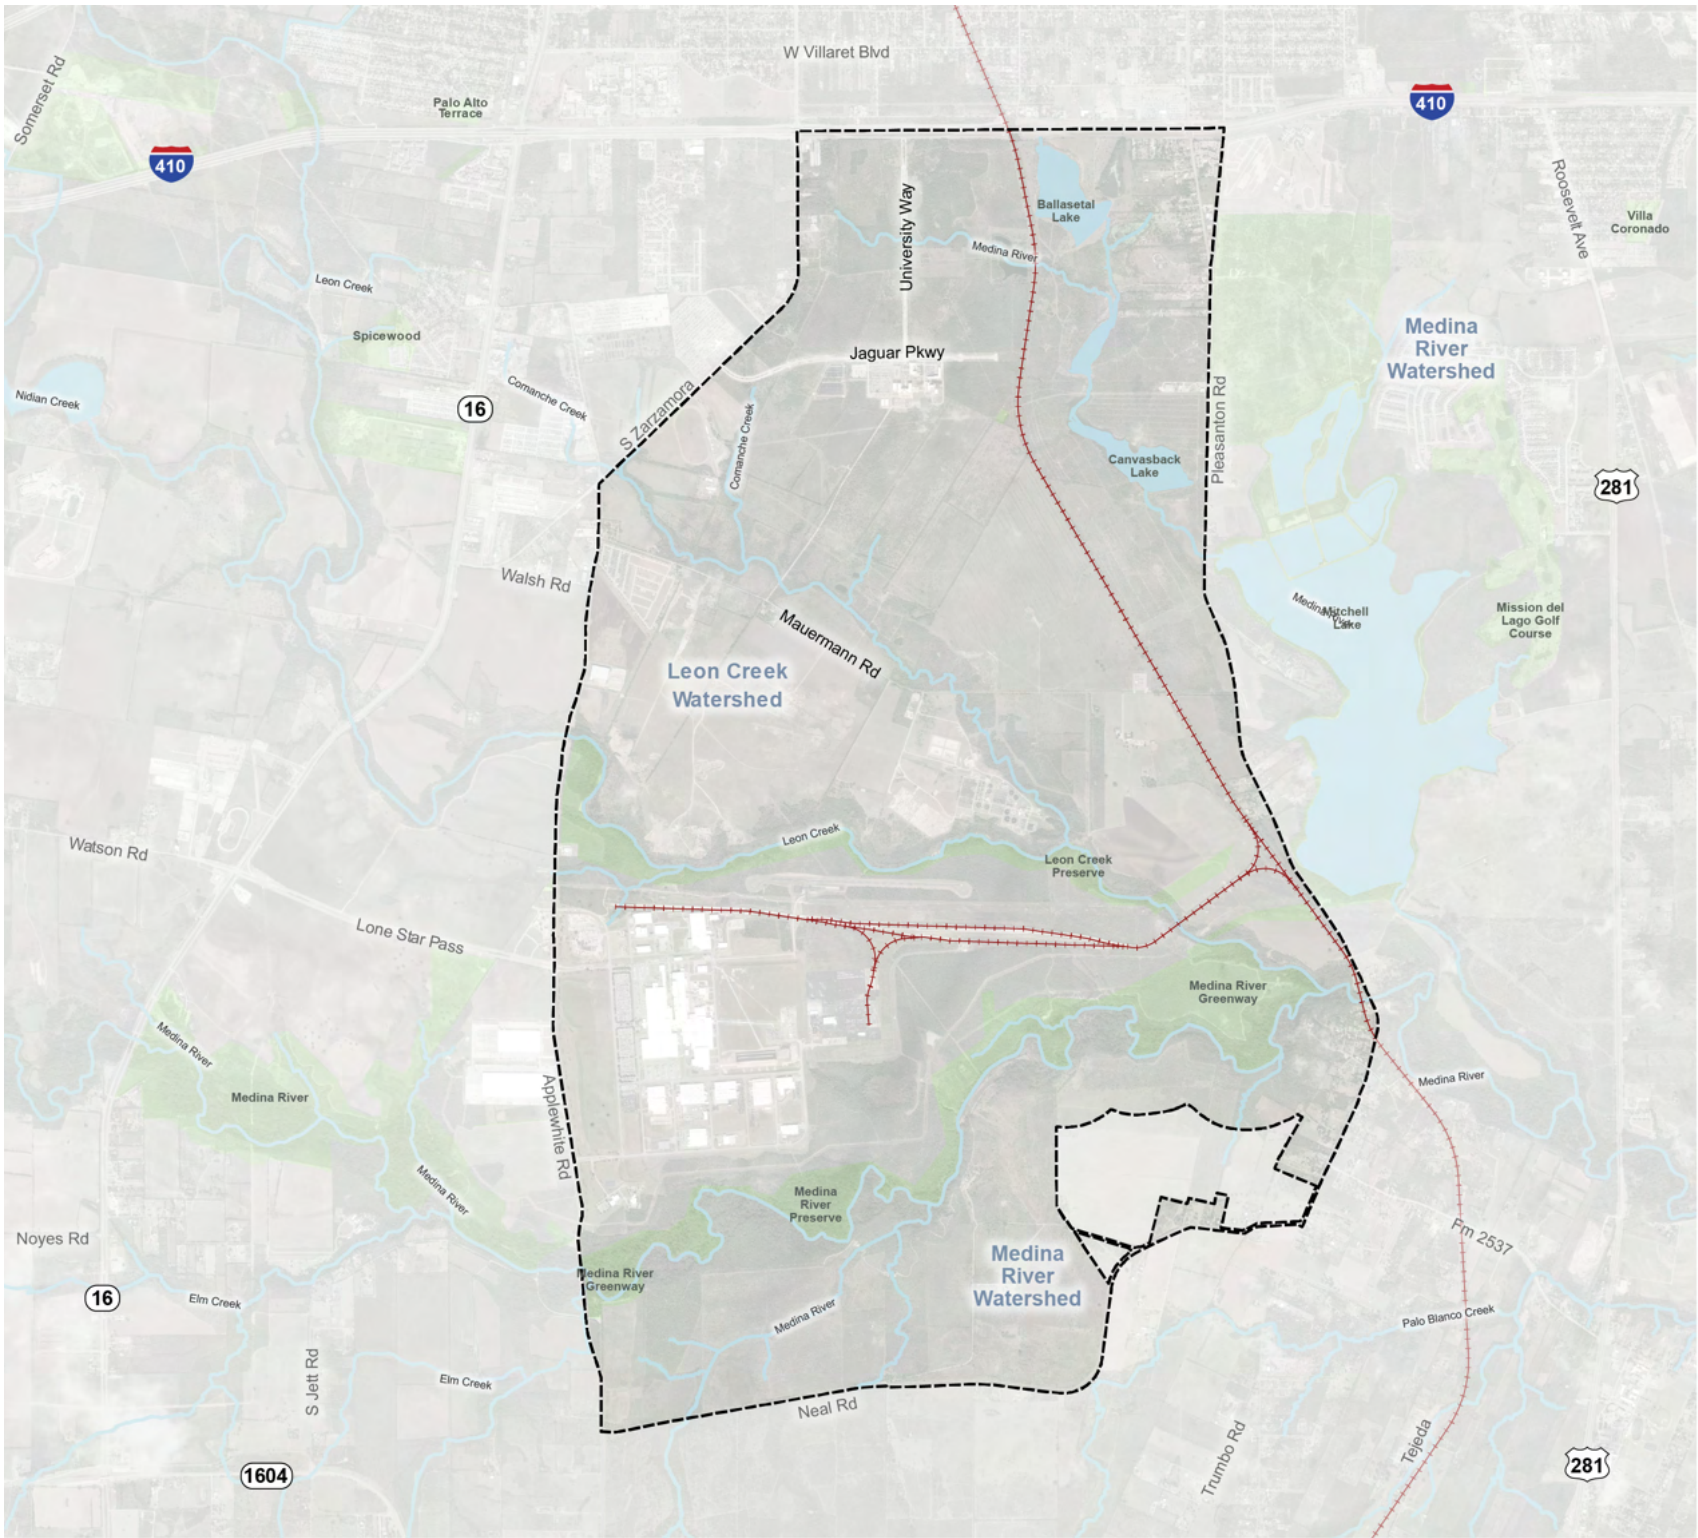 W Villaret Blvd
Somerset Rd
410
Palo Alto
Terrace
410
Roosevelt Ave
Villa
Coronado
University Way
Ballasetal
Lake
Medina River
Leon Creek
Spicewood
Medina
River
Watershed
Jaguar Pkwy
Nidian Creek
16
Comanche Creek
S Zarzamora
Comanche Creek
Pleasanton Rd
Canvasback
Lake
281
Walsh Rd
Mauermann Rd
Medina River
Mitchell
Lake
Mission del
Lago Golf
Course
Leon Creek
Watershed
Leon Creek
Watson Rd
Leon Creek
Preserve
Lone Star Pass
Medina River
Greenway
Medina River
Medina River
Medina River
Applewhite Rd
Medina River
Medina
River
Preserve
Noyes Rd
Fm 2537
Medina
River
Watershed
Medina River
Greenway
16
Elm Creek
Medina River
Palo Blanco Creek
S Jett Rd
Elm Creek
Neal Rd
Trumbo Rd
Tejeda
1604
281